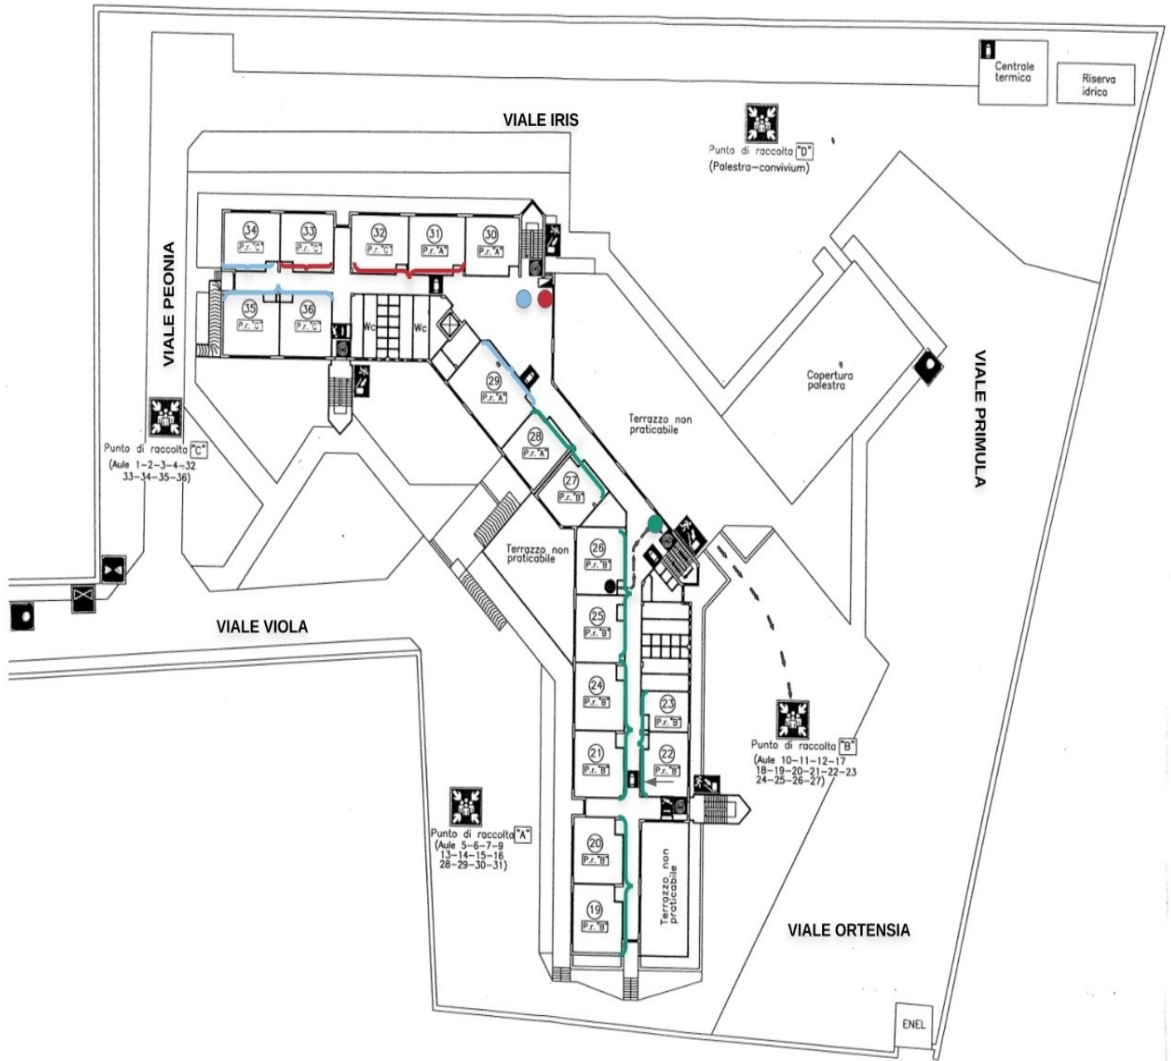 Centrale
termica
Riserva
idrica
VIALE IRIS
Punto di raccolta "D"
(Palestra-convivium)
34
P.r. "C"
33
P.r. "C"
32
P.r. "C"
31
P.r. "A"
30
P.r. "A"
VIALE PEONIA
35
P.r. "C"
36
P.r. "C"
Wc
Wc
29
P.r. "A"
Copertura
palestra
VIALE PRIMULA
Terrazzo non
praticabile
28
P.r. "A"
27
P.r. "B"
Punto di raccolta "C"
(Aule 1-2-3-4-32
33-34-35-36)
Terrazzo non
praticabile
26
P.r. "B"
25
P.r. "B"
VIALE VIOLA
24
P.r. "B"
23
P.r. "B"
21
P.r. "B"
22
P.r. "B"
Punto di raccolta "B"
(Aule 10-11-12-17
18-19-20-21-22-23
24-25-26-27)
Punto di raccolta "A"
(Aule 5-6-7-9
13-14-15-16
28-29-30-31)
20
P.r. "B"
19
P.r. "B"
Terrazzo non
praticabile
VIALE ORTENSIA
ENEL